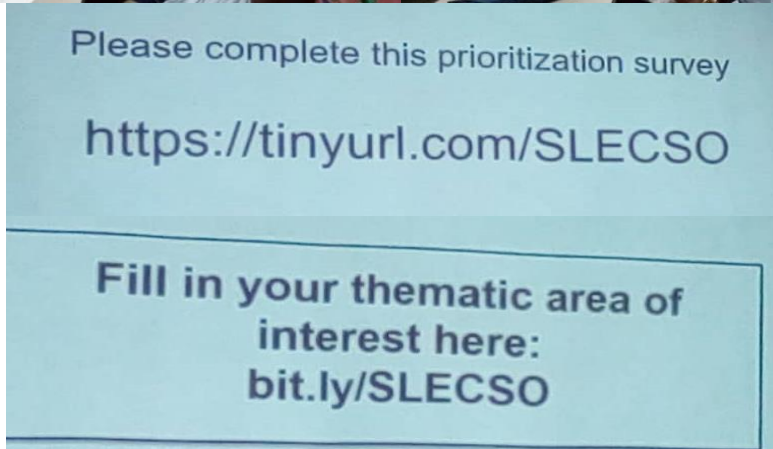 Please complete this prioritization survey
https://tinyurl.com/SLECSO
Fill in your thematic area of
interest here:
bit.ly/SLECSO